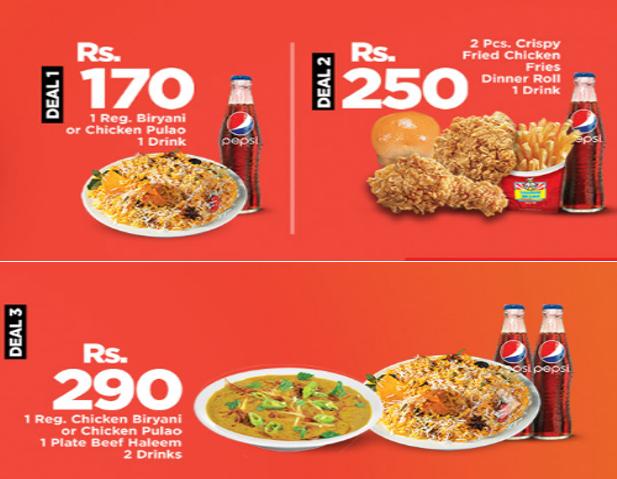 DEAL 1
Rs.
170
1 Reg. Biryani
or Chicken Pulao
1 Drink
pepsi
DEAL 2
Rs.
250
2 Pcs. Crispy
Fried Chicken
Fries
Dinner Roll
1 Drink
psi
DEAL 3
Rs.
290
1 Reg. Chicken Biryani
or Chicken Pulao
1 Plate Beef Haleem
2 Drinks
psi pepsi